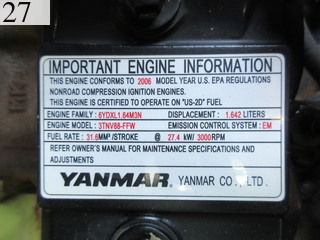 27
IMPORTANT ENGINE INFORMATION
THIS ENGINE CONFORMS TO 2006 MODEL YEAR U.S. EPA REGULATIONS
NONROAD COMPRESSION IGNITION ENGINES.
THIS ENGINE IS CERTIFIED TO OPERATE ON "US-2D" FUEL
ENGINE FAMILY : 6YDXL1.64M3N DISPLACEMENT : 1.642 LITERS
ENGINE MODEL : 3TNV88-FFW EMISSION CONTROL SYSTEM : EM
FUEL RATE : 31.6MM³/STROKE @ 27.4 kW/ 3000RPM
REFER OWNER'S MANUAL FOR MAINTENANCE SPECIFICATIONS AND
ADJUSTMENTS
YANMAR YANMAR CO., LTD.